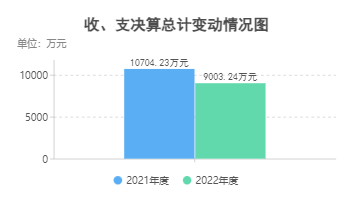 收、支决算总计变动情况图
单位：万元
10704.23万元
9003.24万元
10000
5000
0
2021年度
2022年度